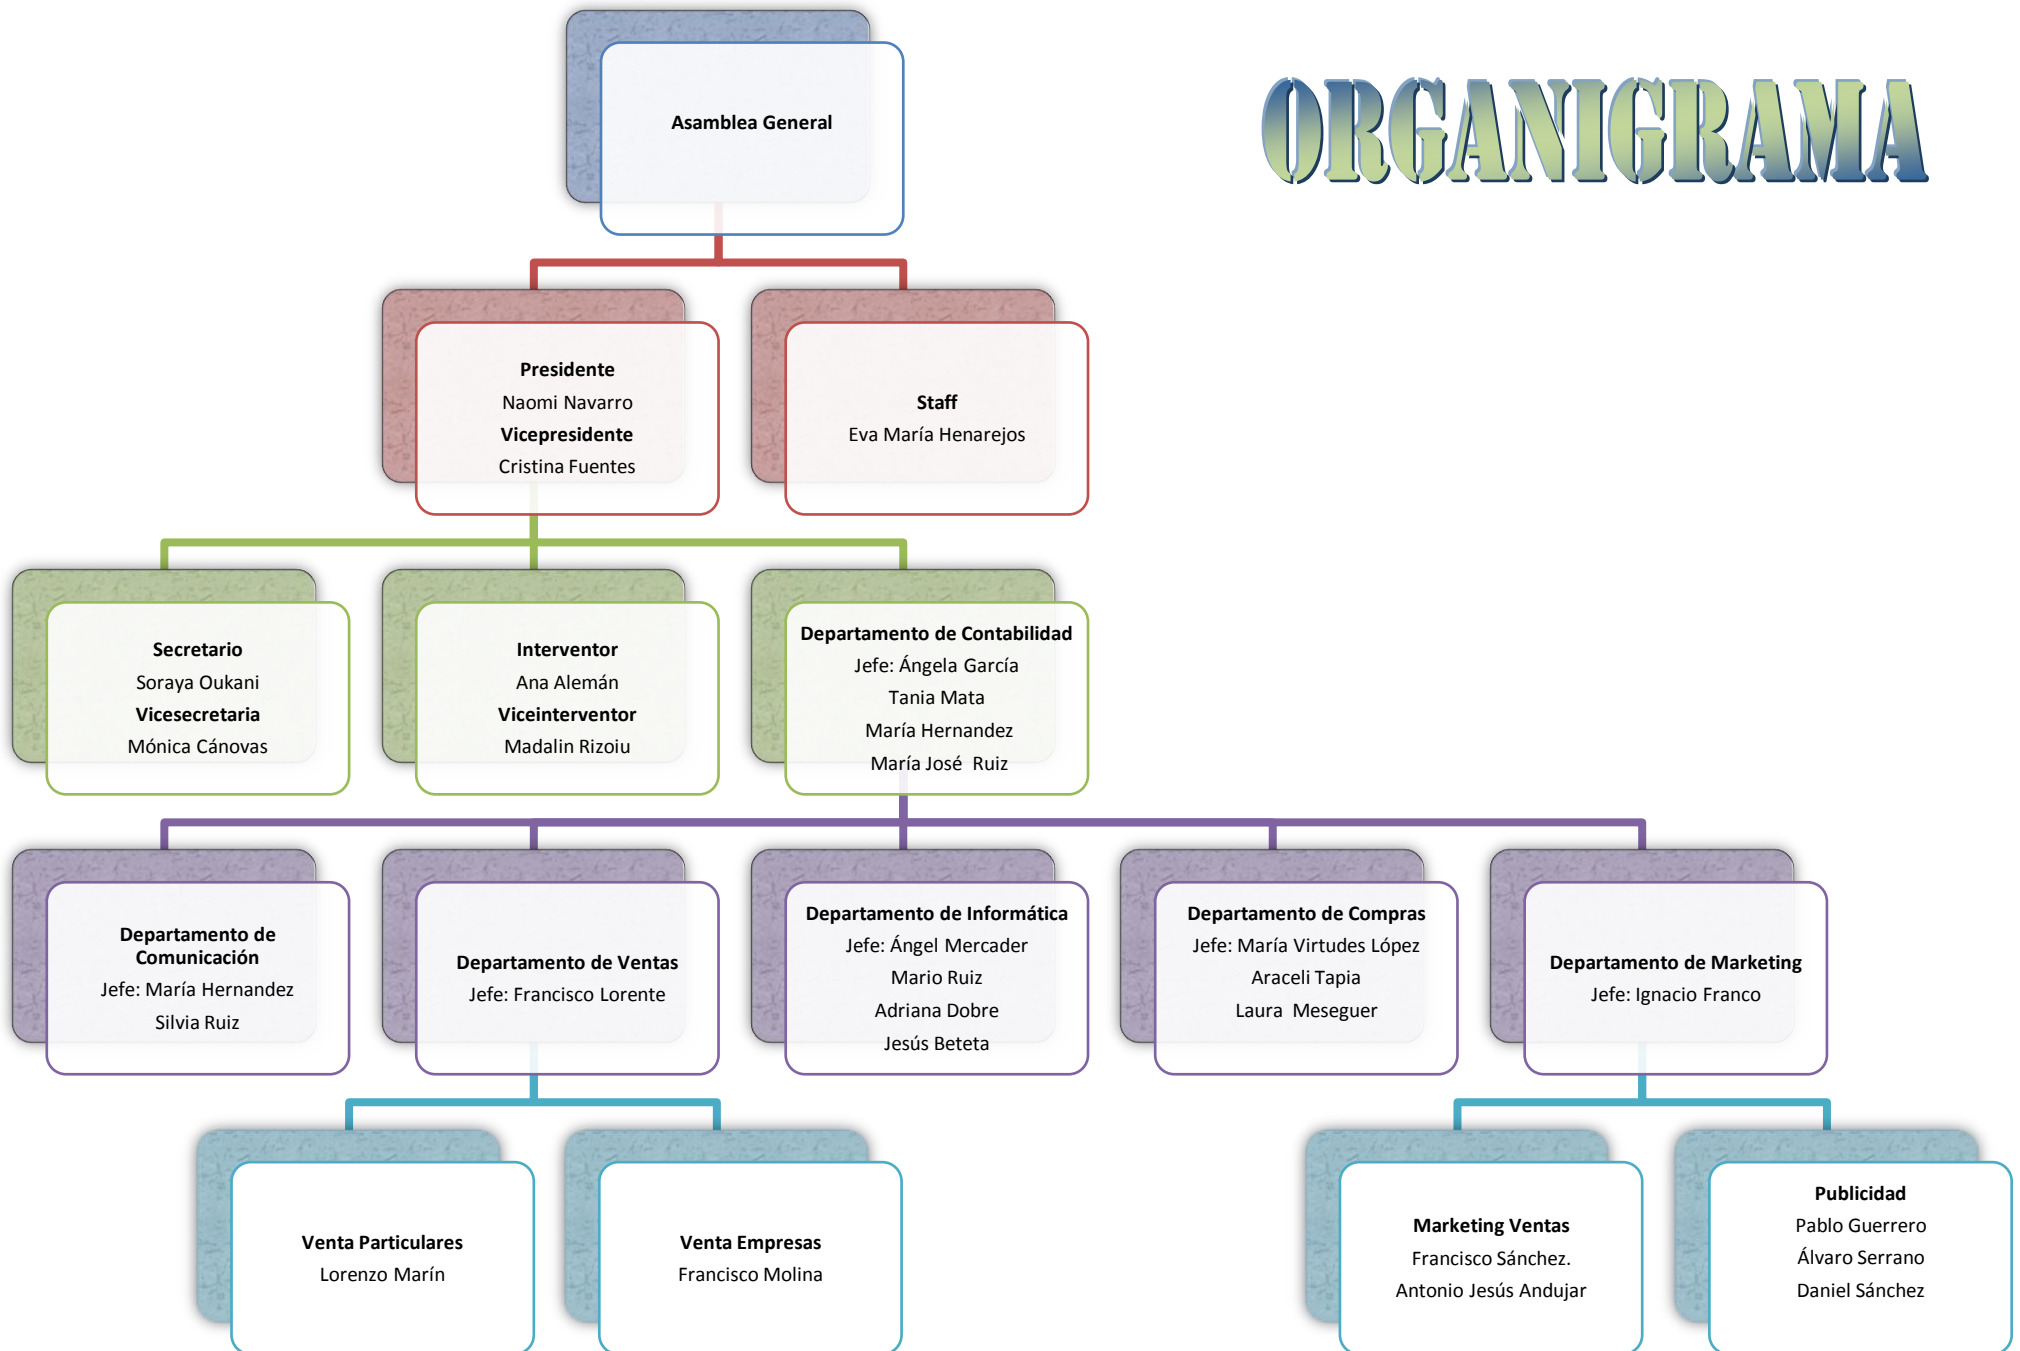 ORGANIGRAMA
Asamblea General
Presidente
Naomi Navarro
Vicepresidente
Cristina Fuentes
Staff
Eva María Henarejos
Secretario
Soraya Oukani
Vicesecretaria
Mónica Cánovas
Interventor
Ana Alemán
Viceinterventor
Madalin Rizoiu
Departamento de Contabilidad
Jefe: Ángela García
Tania Mata
María Hernandez
María José Ruiz
Departamento de
Comunicación
Jefe: María Hernandez
Silvia Ruiz
Departamento de Ventas
Jefe: Francisco Lorente
Departamento de Informática
Jefe: Ángel Mercader
Mario Ruiz
Adriana Dobre
Jesús Beteta
Departamento de Compras
Jefe: María Virtudes López
Araceli Tapia
Laura Meseguer
Departamento de Marketing
Jefe: Ignacio Franco
Venta Particulares
Lorenzo Marín
Venta Empresas
Francisco Molina
Marketing Ventas
Francisco Sánchez.
Antonio Jesús Andujar
Publicidad
Pablo Guerrero
Álvaro Serrano
Daniel Sánchez